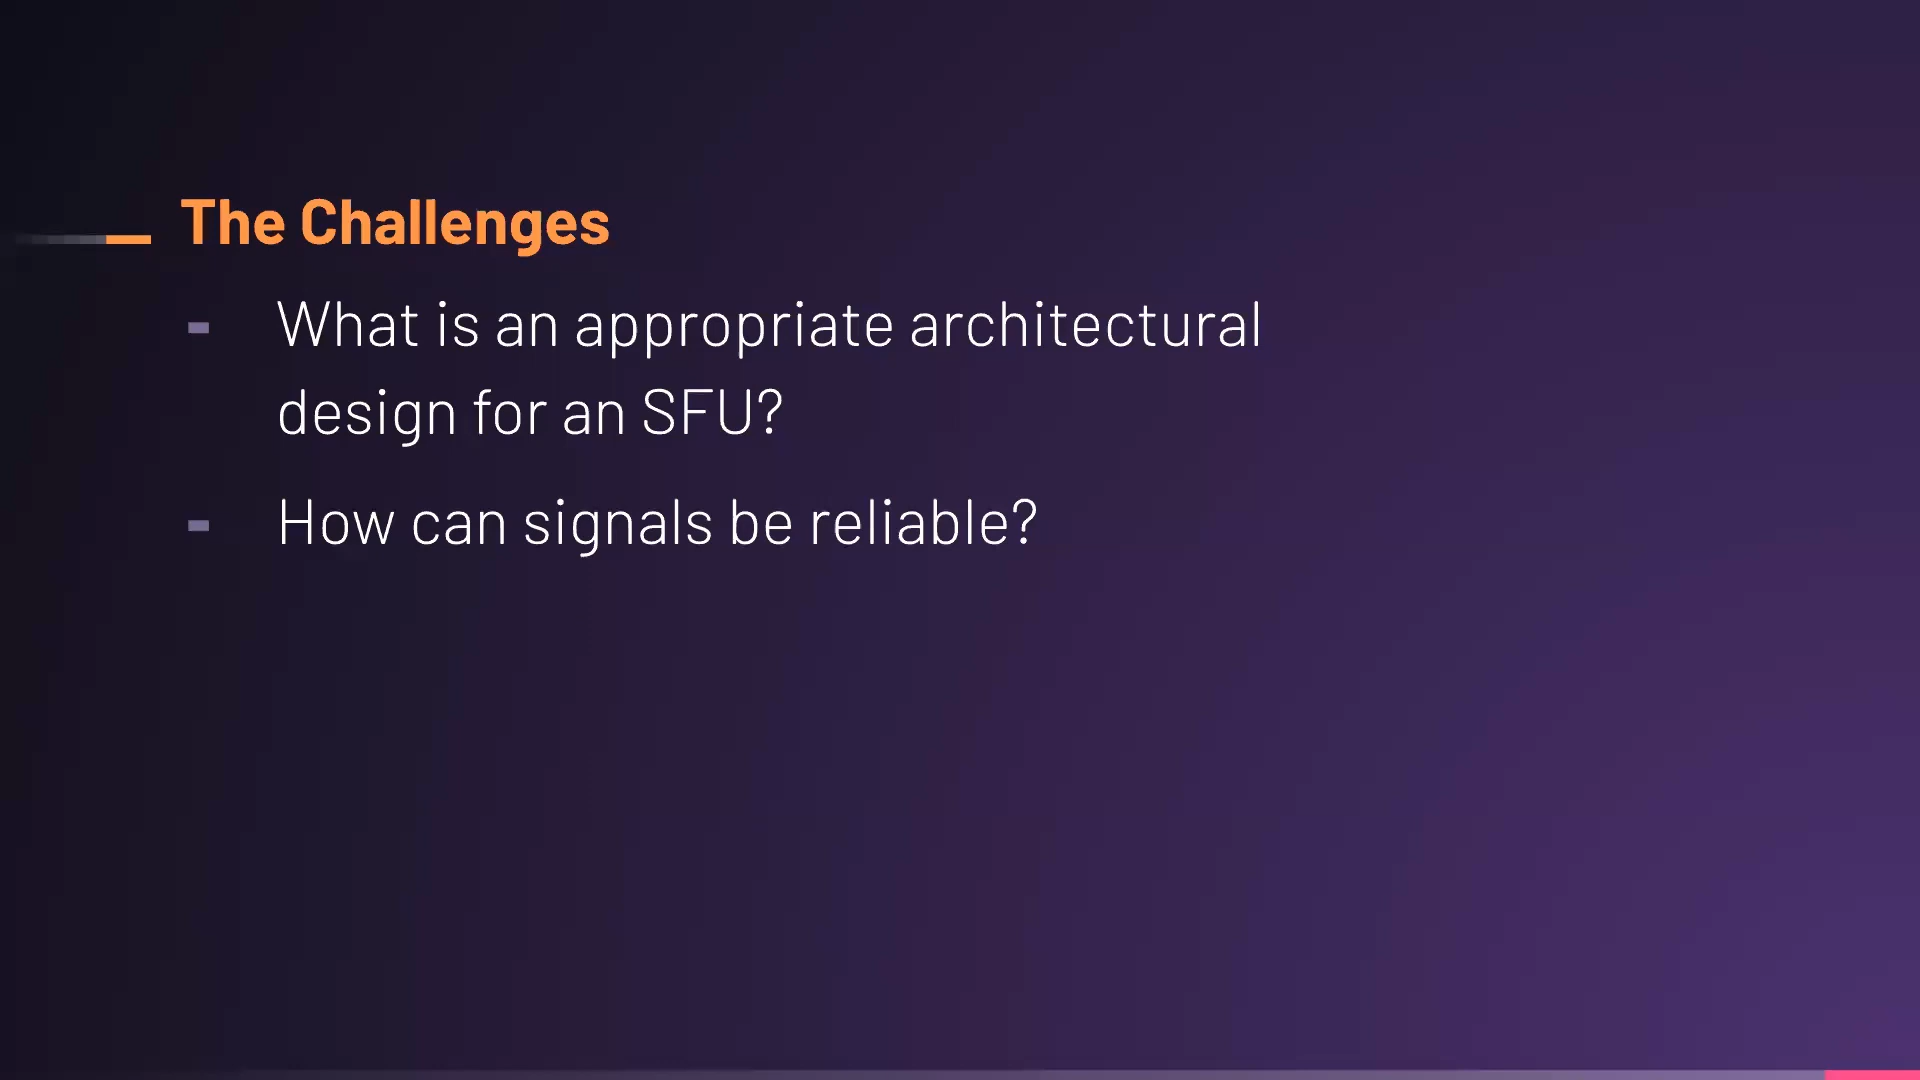 The Challenges
- What is an appropriate architectural
design for an SFU?
- How can signals be reliable?